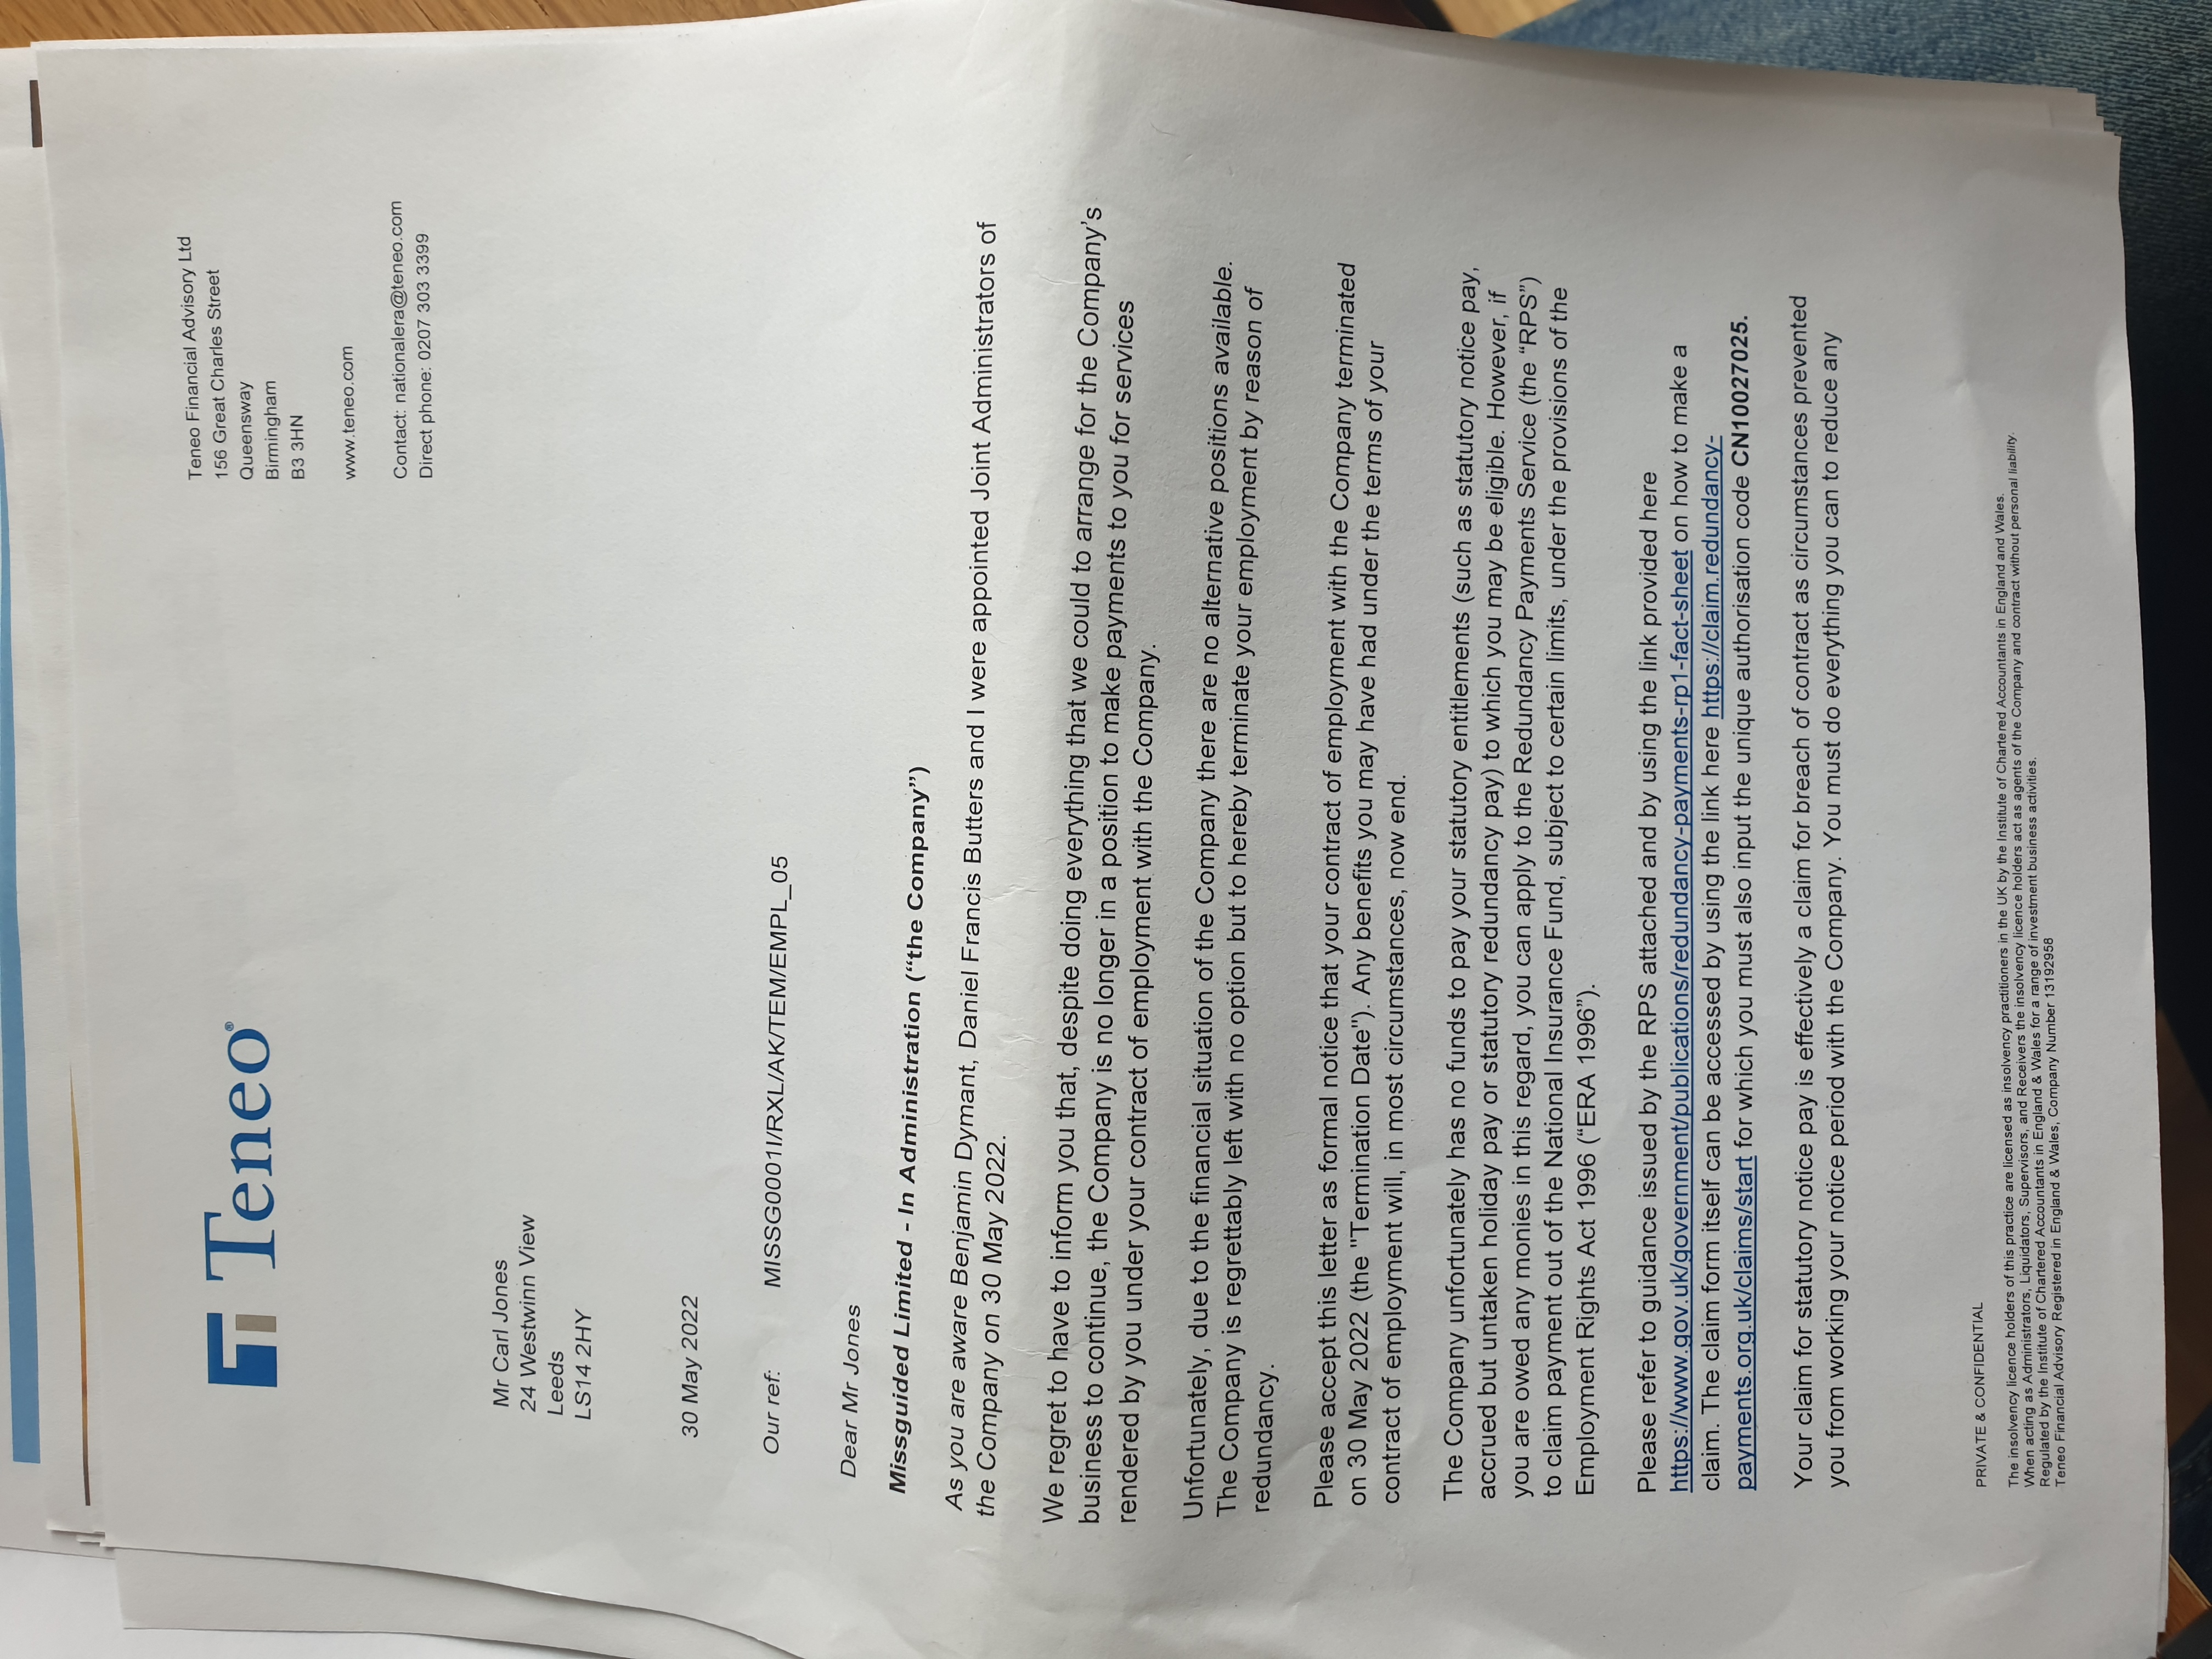 Teneo®
Teneo Financial Advisory Ltd
156 Great Charles Street
Queensway
Birmingham
B3 3HN
www.teneo.com
Contact: nationalera@teneo.com
Direct phone: 0207 303 3399
Mr Carl Jones
24 Westwinn View
Leeds
LS14 2HY
30 May 2022
Our ref: MISSG0001I/RXL/AK/TEM/EMPL_05
Dear Mr Jones
Missguided Limited - In Administration (“the Company”)
As you are aware Benjamin Dymant, Daniel Francis Butters and I were appointed Joint Administrators of
the Company on 30 May 2022.
We regret to have to inform you that, despite doing everything that we could to arrange for the Company’s
business to continue, the Company is no longer in a position to make payments to you for services
rendered by you under your contract of employment with the Company.
Unfortunately, due to the financial situation of the Company there are no alternative positions available.
The Company is regrettably left with no option but to hereby terminate your employment by reason of
redundancy.
Please accept this letter as formal notice that your contract of employment with the Company terminated
on 30 May 2022 (the "Termination Date"). Any benefits you may have had under the terms of your
contract of employment will, in most circumstances, now end.
The Company unfortunately has no funds to pay your statutory entitlements (such as statutory notice pay,
accrued but untaken holiday pay or statutory redundancy pay) to which you may be eligible. However, if
you are owed any monies in this regard, you can apply to the Redundancy Payments Service (the “RPS”)
to claim payment out of the National Insurance Fund, subject to certain limits, under the provisions of the
Employment Rights Act 1996 (“ERA 1996”).
Please refer to guidance issued by the RPS attached and by using the link provided here
https://www.gov.uk/government/publications/redundancy-payments-rp1-fact-sheet on how to make a
claim. The claim form itself can be accessed by using the link here https://claim.redundancy-
payments.org.uk/claims/start for which you must also input the unique authorisation code CN10027025.
Your claim for statutory notice pay is effectively a claim for breach of contract as circumstances prevented
you from working your notice period with the Company. You must do everything you can to reduce any
PRIVATE & CONFIDENTIAL
The insolvency licence holders of this practice are licensed as insolvency practitioners in the UK by the Institute of Chartered Accountants in England and Wales.
When acting as Administrators, Liquidators, Supervisors, and Receivers the insolvency licence holders act as agents of the Company and contract without personal liability.
Regulated by the Institute of Chartered Accountants in England & Wales for a range of investment business activities.
Teneo Financial Advisory Registered in England & Wales, Company Number 13192958